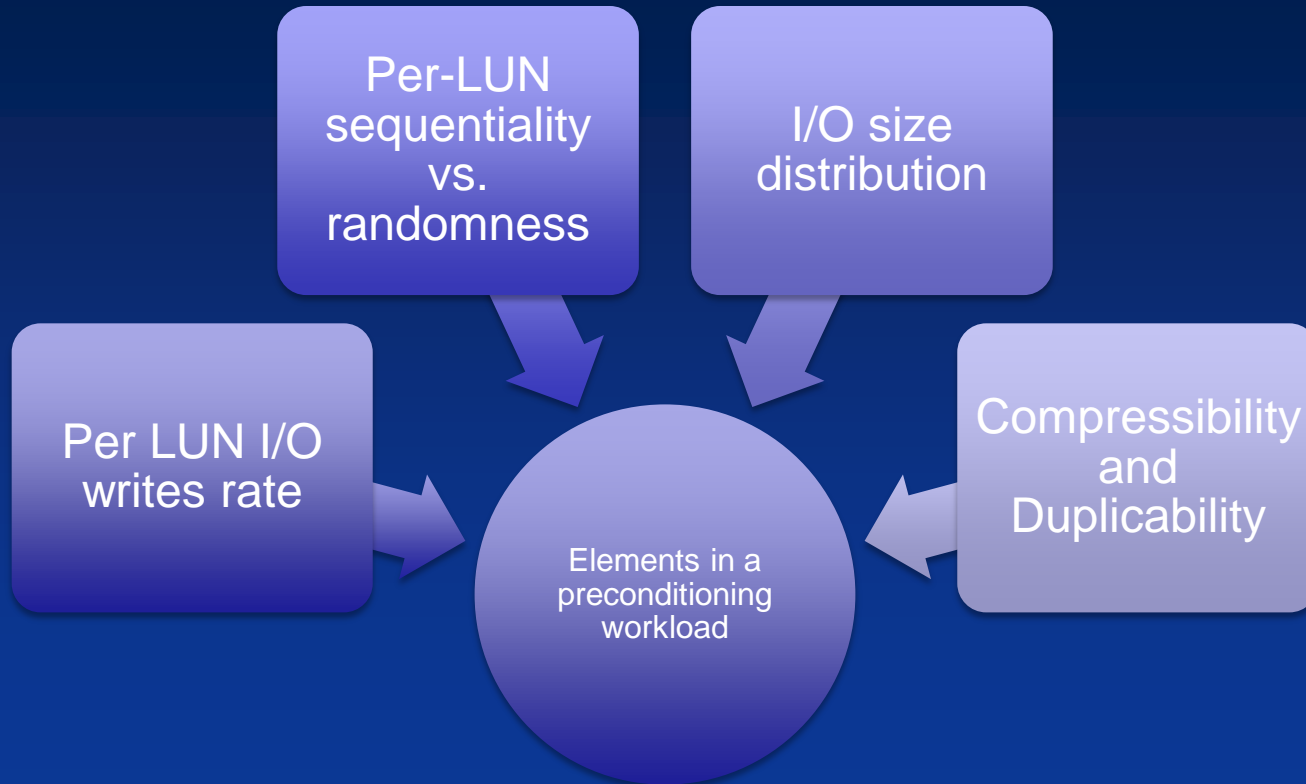 Per-LUN
sequentiality
vs.
randomness
I/O size
distribution
Per LUN I/O
writes rate
Compressibility
and
Duplicability
Elements in a
preconditioning
workload